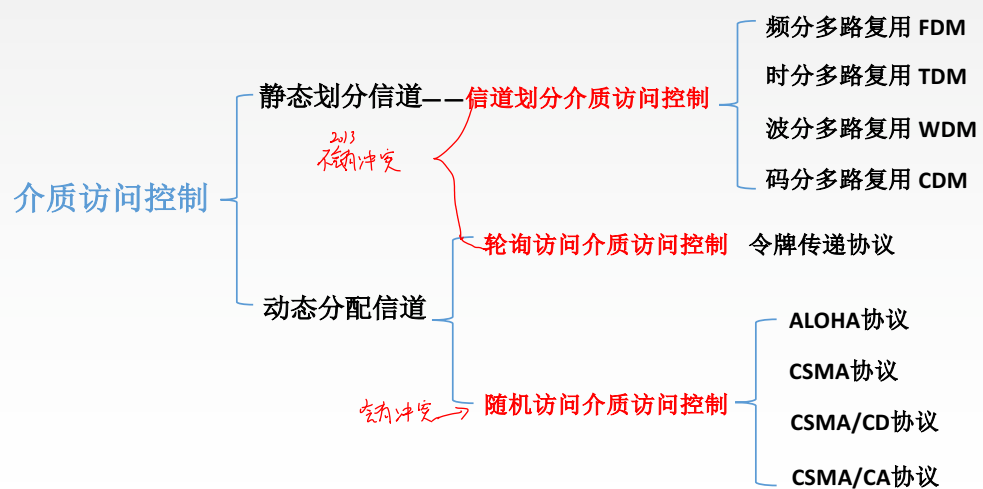 频分多路复用 FDM
时分多路复用 TDM
静态划分信道——信道划分介质访问控制
波分多路复用 WDM
2013
不会有冲突
码分多路复用 CDM
介质访问控制
轮询访问介质访问控制 令牌传递协议
动态分配信道
ALOHA协议
CSMA协议
会有冲突
随机访问介质访问控制
CSMA/CD协议
CSMA/CA协议